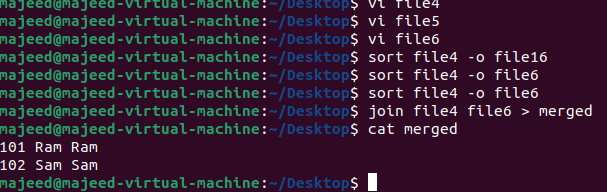 majeed@majeed-virtual-machine:~/Desktop$ vi file4
majeed@majeed-virtual-machine:~/Desktop$ vi file5
majeed@majeed-virtual-machine:~/Desktop$ vi file6
majeed@majeed-virtual-machine:~/Desktop$ sort file4 -o file16
majeed@majeed-virtual-machine:~/Desktop$ sort file4 -o file6
majeed@majeed-virtual-machine:~/Desktop$ sort file4 -o file6
majeed@majeed-virtual-machine:~/Desktop$ join file4 file6 > merged
majeed@majeed-virtual-machine:~/Desktop$ cat merged
101 Ram Ram
102 Sam Sam
majeed@majeed-virtual-machine:~/Desktop$